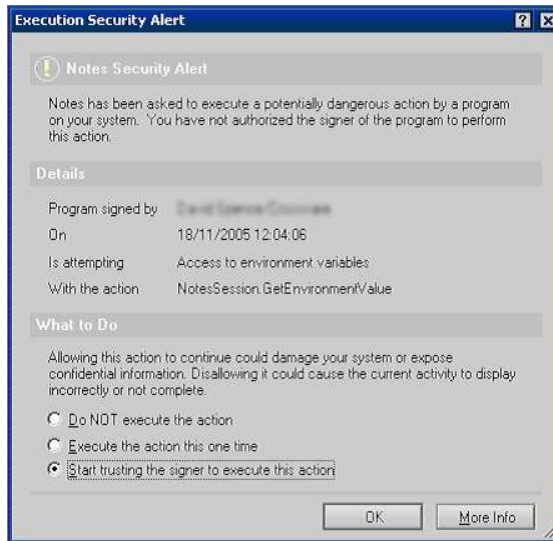 Execution Security Alert
Notes Security Alert
Notes has been asked to execute a potentially dangerous action by a program
on your system. You have not authorized the signer of the program to perform
this action.
Details
Program signed by
On 18/11/2005 12:04:06
Is attempting Access to environment variables
With the action NotesSession.GetEnvironmentValue
What to Do
Allowing this action to continue could damage your system or expose
confidential information. Disallowing it could cause the current activity to display
incorrectly or not complete.
Do NOT execute the action
Execute the action this one time
Start trusting the signer to execute this action
OK More Info